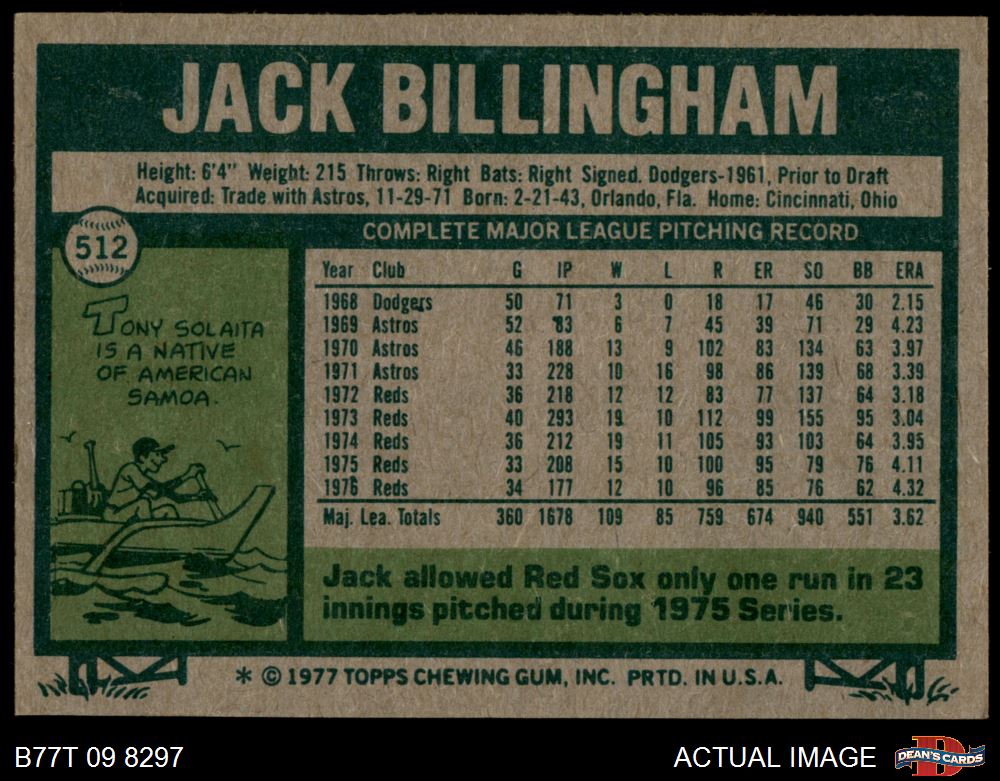 JACK BILLINGHAM
Height: 6'4" Weight: 215 Throws: Right Bats: Right Signed. Dodgers-1961, Prior to Draft
Acquired: Trade with Astros, 11-29-71 Born: 2-21-43, Orlando, Fla. Home: Cincinnati, Ohio
512
COMPLETE MAJOR LEAGUE PITCHING RECORD
TONY SOLAITA
IS A NATIVE
OF AMERICAN
SAMOA.
Year Club G IP W L R ER SO BB ERA
1968 Dodgers 50 71 3 0 18 17 46 30 2.15
1969 Astros 52 83 6 7 45 39 71 29 4.23
1970 Astros 46 188 13 9 102 83 134 63 3.97
1971 Astros 33 228 10 16 98 86 139 68 3.39
1972 Reds 36 218 12 12 83 77 137 64 3.18
1973 Reds 40 293 19 10 112 99 155 95 3.04
1974 Reds 36 212 19 11 105 93 103 64 3.95
1975 Reds 33 208 15 10 100 95 79 76 4.11
1976 Reds 34 177 12 10 96 85 76 62 4.32
Maj. Lea. Totals 360 1678 109 85 759 674 940 551 3.62
Jack allowed Red Sox only one run in 23
innings pitched during 1975 Series.
* © 1977 TOPPS CHEWING GUM, INC. PRTD. IN U.S.A.
B77T 09 8297
ACTUAL IMAGE
D
DEAN'S CARDS